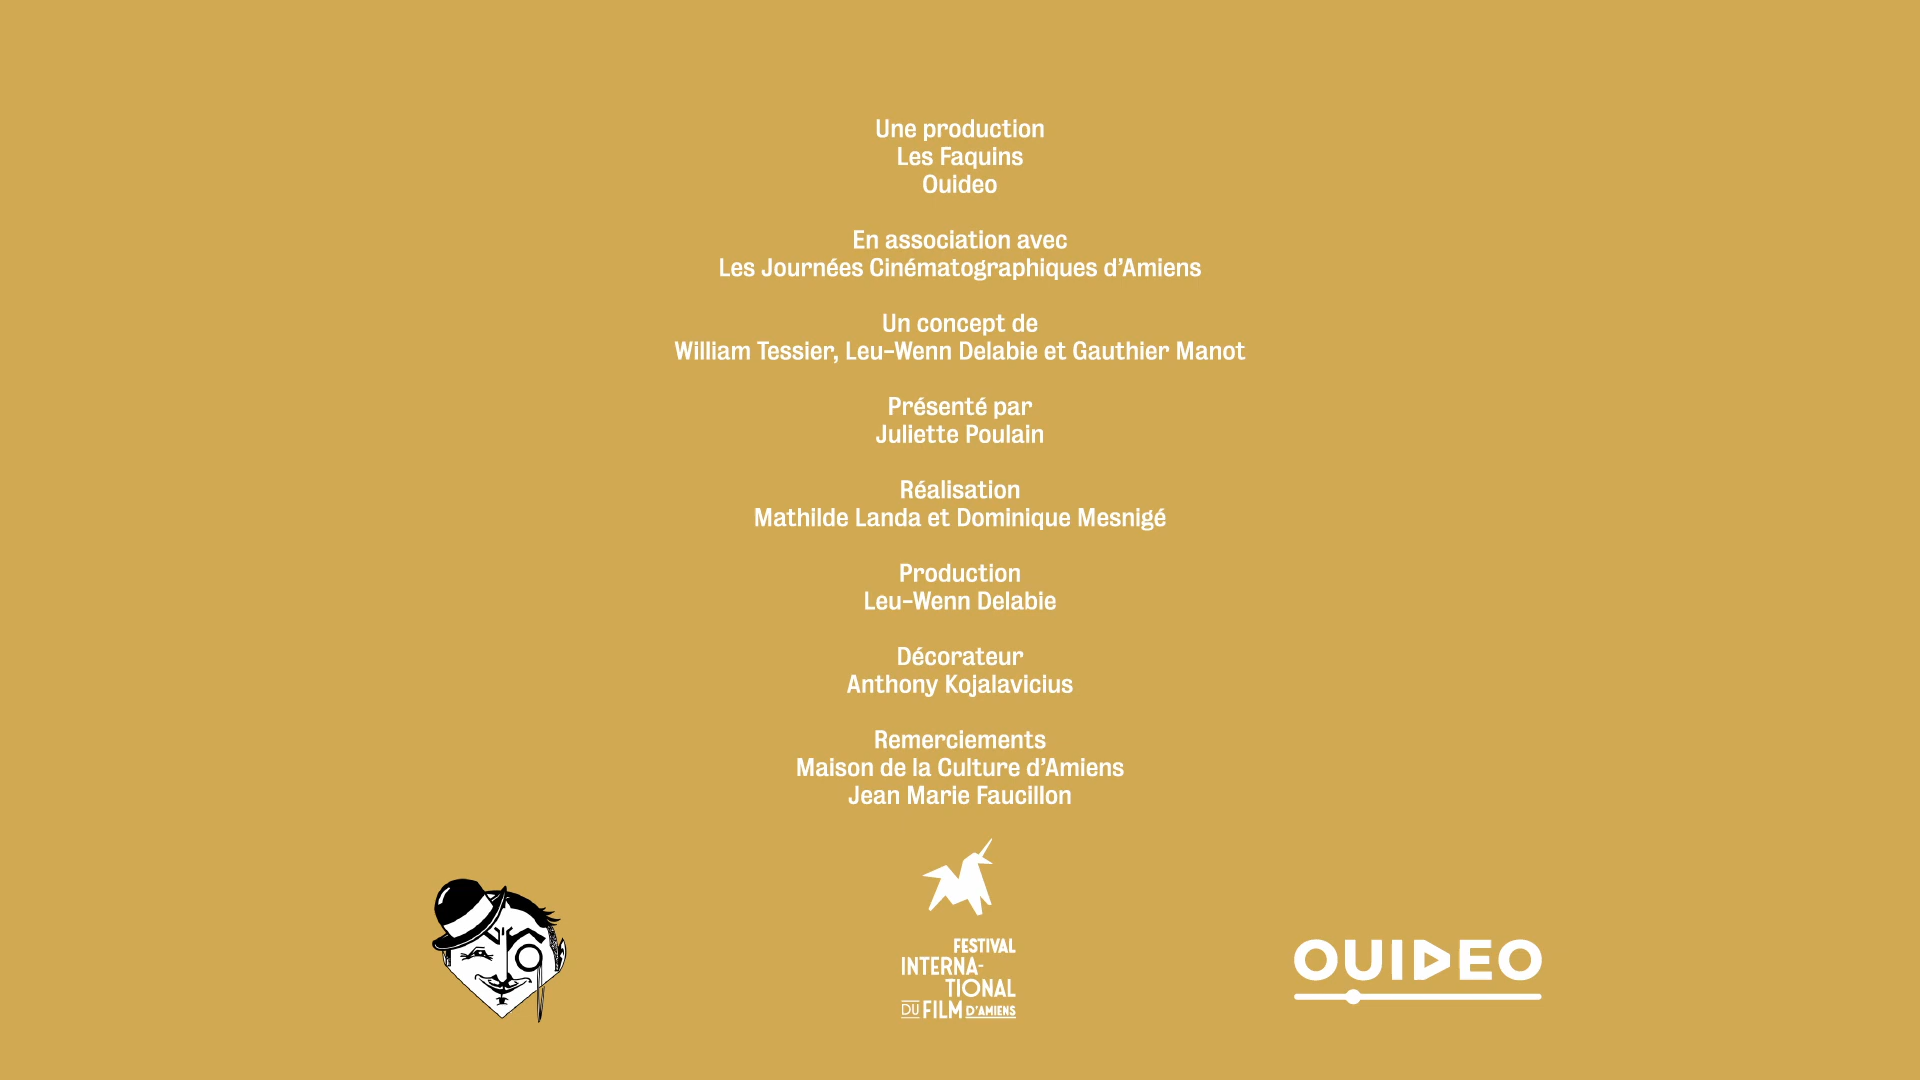 Une production
Les Faquins
Ouideo
En association avec
Les Journées Cinématographiques d’Amiens
Un concept de
William Tessier, Leu-Wenn Delabie et Gauthier Manot
Présenté par
Juliette Poulain
Réalisation
Mathilde Landa et Dominique Mesnigé
Production
Leu-Wenn Delabie
Décorateur
Anthony Kojalavicius
Remerciements
Maison de la Culture d’Amiens
Jean Marie Faucillon
FESTIVAL
INTERNA-
TIONAL
DU FILM D'AMIENS
OUIDEO